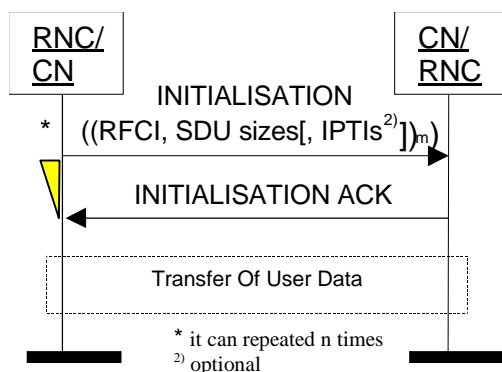 RNC/
CN
CN/
RNC
INITIALISATION
* ((RFCI, SDU sizes[, IPTIs2)])m)
INITIALISATION ACK
Transfer Of User Data
* it can repeated n times
2) optional